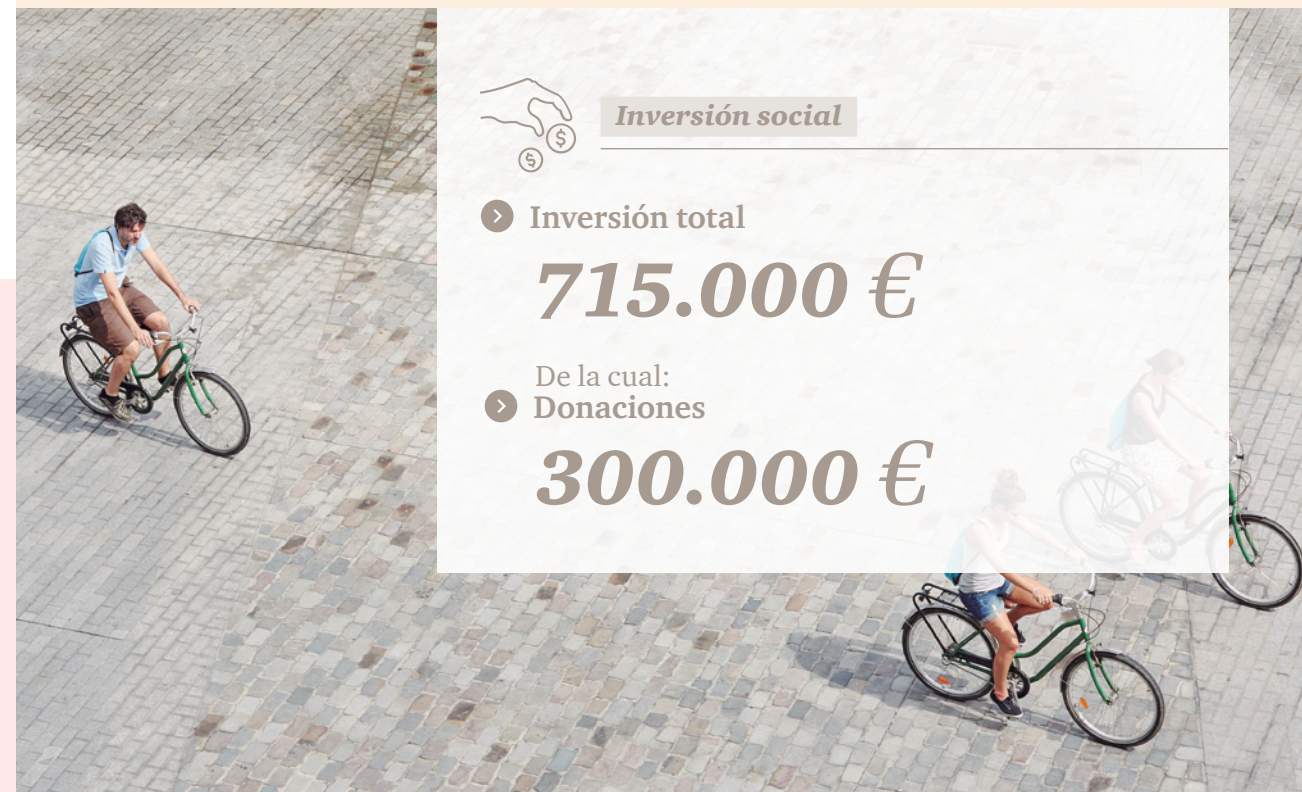 Inversión social
Inversión total
715.000 €
De la cual:
Donaciones
300.000 €